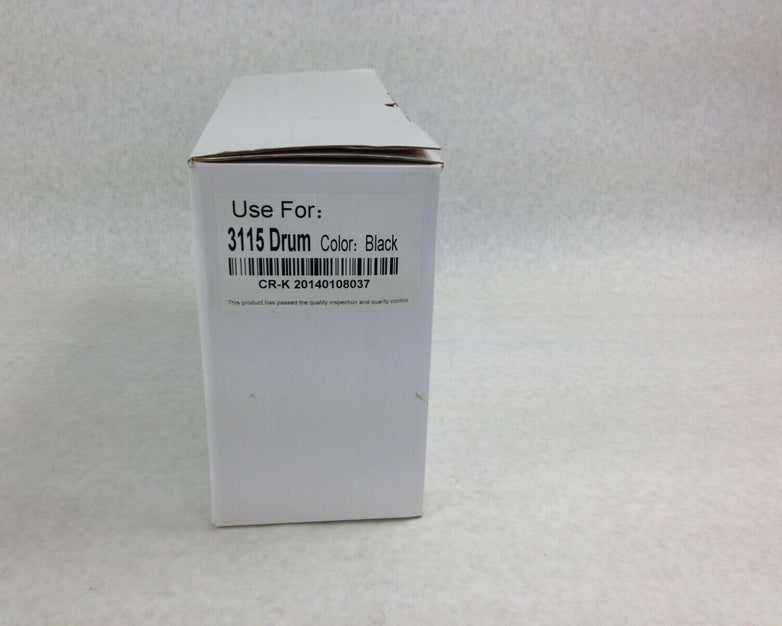 Use For:
3115 Drum Color: Black
CR-K 20140108037
This product has passed the quality inspection and quality control